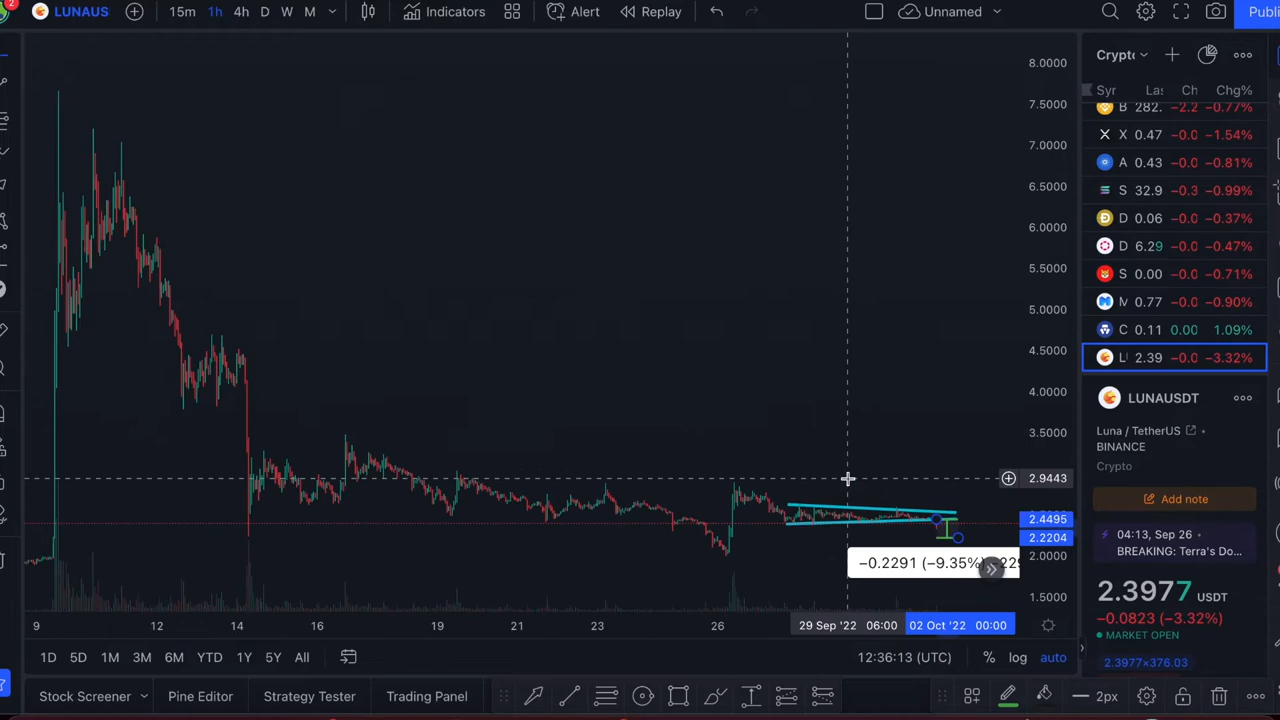 2
LUNAUS
15m 1h 4h D W M
Indicators
Alert
Replay
Unnamed
Publi
8.0000
7.5000
7.0000
6.5000
6.0000
5.5000
5.0000
4.5000
4.0000
3.5000
2.9443
2.4495
2.2204
2.0000
1.5000
−0.2291 (−9.35%)
9 12 14 16 19 21 23 26
29 Sep '22 06:00
02 Oct '22 00:00
1D 5D 1M 3M 6M YTD 1Y 5Y All
12:36:13 (UTC)
% log auto
Stock Screener
Pine Editor
Strategy Tester
Trading Panel
2px
Crypto
Syr Las Ch Chg%
B 282. −2.2 −0.77%
X 0.47 −0.0 −1.54%
A 0.43 −0.0 −0.81%
S 32.9 −0.3 −0.99%
D 0.06 −0.0 −0.37%
D 6.29 −0.0 −0.47%
S 0.00 −0.0 −0.71%
M 0.77 −0.0 −0.90%
C 0.11 0.00 1.09%
L 2.39 −0.0 −3.32%
LUNAUSDT
Luna / TetherUS •
BINANCE
Crypto
Add note
04:13, Sep 26 •
BREAKING: Terra's Do...
2.3977 USDT
−0.0823 (−3.32%)
MARKET OPEN
2.3977×376.03